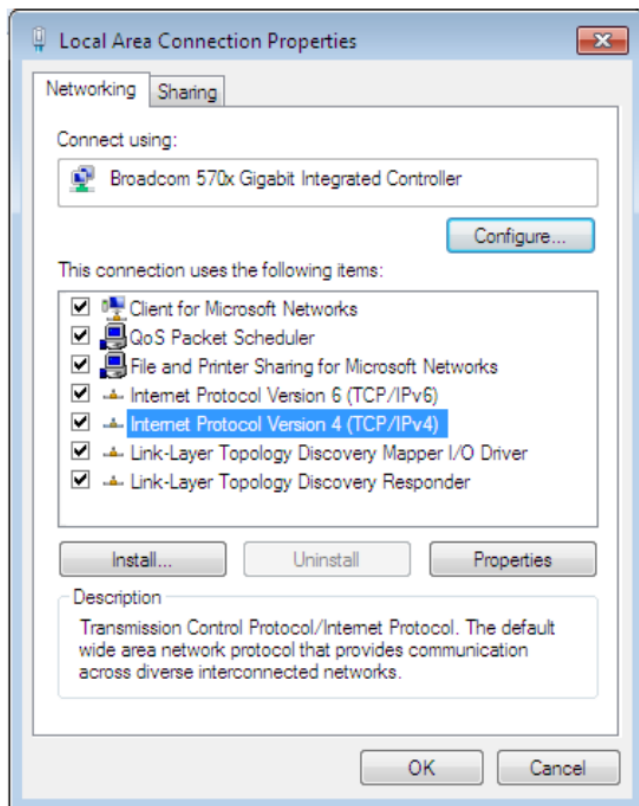 Local Area Connection Properties
Networking
Sharing
Connect using:
Broadcom 570x Gigabit Integrated Controller
Configure...
This connection uses the following items:
Client for Microsoft Networks
QoS Packet Scheduler
File and Printer Sharing for Microsoft Networks
Internet Protocol Version 6 (TCP/IPv6)
Internet Protocol Version 4 (TCP/IPv4)
Link-Layer Topology Discovery Mapper I/O Driver
Link-Layer Topology Discovery Responder
Install...
Uninstall
Properties
Description
Transmission Control Protocol/Internet Protocol. The default
wide area network protocol that provides communication
across diverse interconnected networks.
OK
Cancel